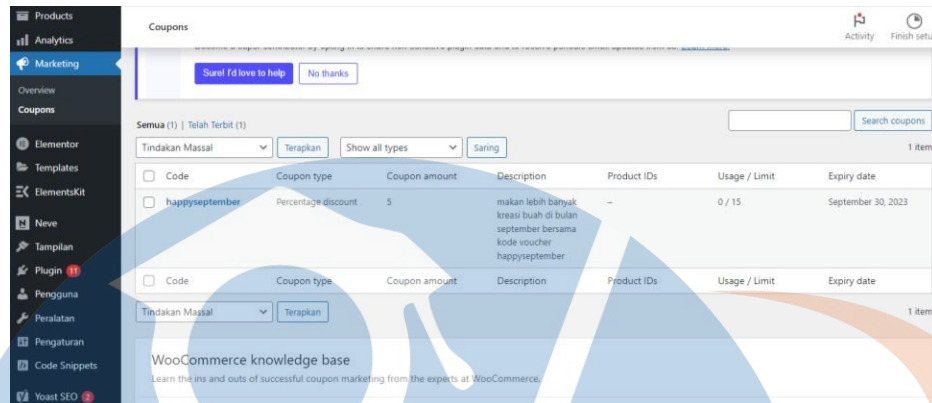 Products
Analytics
Marketing
Overview
Coupons
Elementor
Templates
ElementsKit
Neve
Tampilan
Plugin 11
Pengguna
Peralatan
Pengaturan
Code Snippets
Yoast SEO 2
Coupons
Activity
Finish setu
Sure! I'd love to help
No thanks
Semua (1) | Telah Terbit (1)
Search coupons
Tindakan Massal
Terapkan
Show all types
Saring
1 item
Code Coupon type Coupon amount Description Product IDs Usage / Limit Expiry date
happyseptember Percentage discount 5 makan lebih banyak – 0 / 15 September 30, 2023
kreasi buah di bulan
september bersama
kode voucher
happyseptember
Code Coupon type Coupon amount Description Product IDs Usage / Limit Expiry date
Tindakan Massal
Terapkan
1 item
WooCommerce knowledge base
Learn the ins and outs of successful coupon marketing from the experts at WooCommerce.